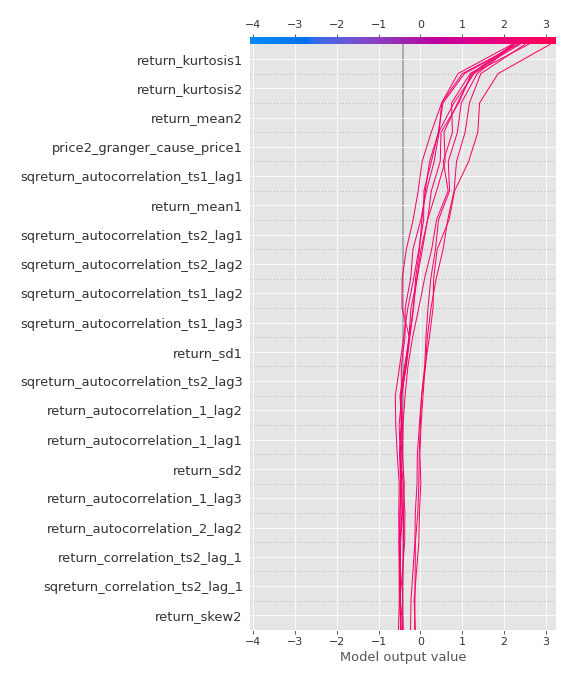 −4 −3 −2 −1 0 1 2 3
return_kurtosis1
return_kurtosis2
return_mean2
price2_granger_cause_price1
sqreturn_autocorrelation_ts1_lag1
return_mean1
sqreturn_autocorrelation_ts2_lag1
sqreturn_autocorrelation_ts2_lag2
sqreturn_autocorrelation_ts1_lag2
sqreturn_autocorrelation_ts1_lag3
return_sd1
sqreturn_autocorrelation_ts2_lag3
return_autocorrelation_1_lag2
return_autocorrelation_1_lag1
return_sd2
return_autocorrelation_1_lag3
return_autocorrelation_2_lag2
return_correlation_ts2_lag_1
sqreturn_correlation_ts2_lag_1
return_skew2
−4 −3 −2 −1 0 1 2 3
Model output value